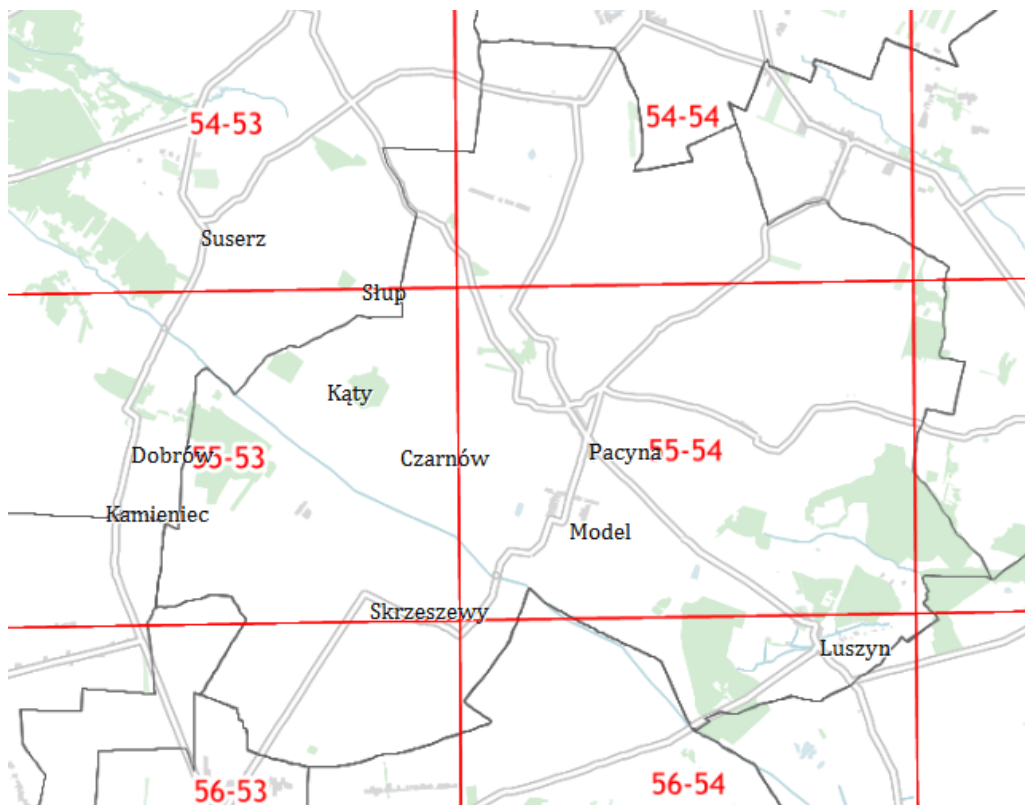 54-53
54-54
Suserz
Słup
Kąty
Dobrów
55-53
Czarnów
Pacyna
55-54
Kamieniec
Model
Skrzeszewy
Luszyn
56-53
56-54